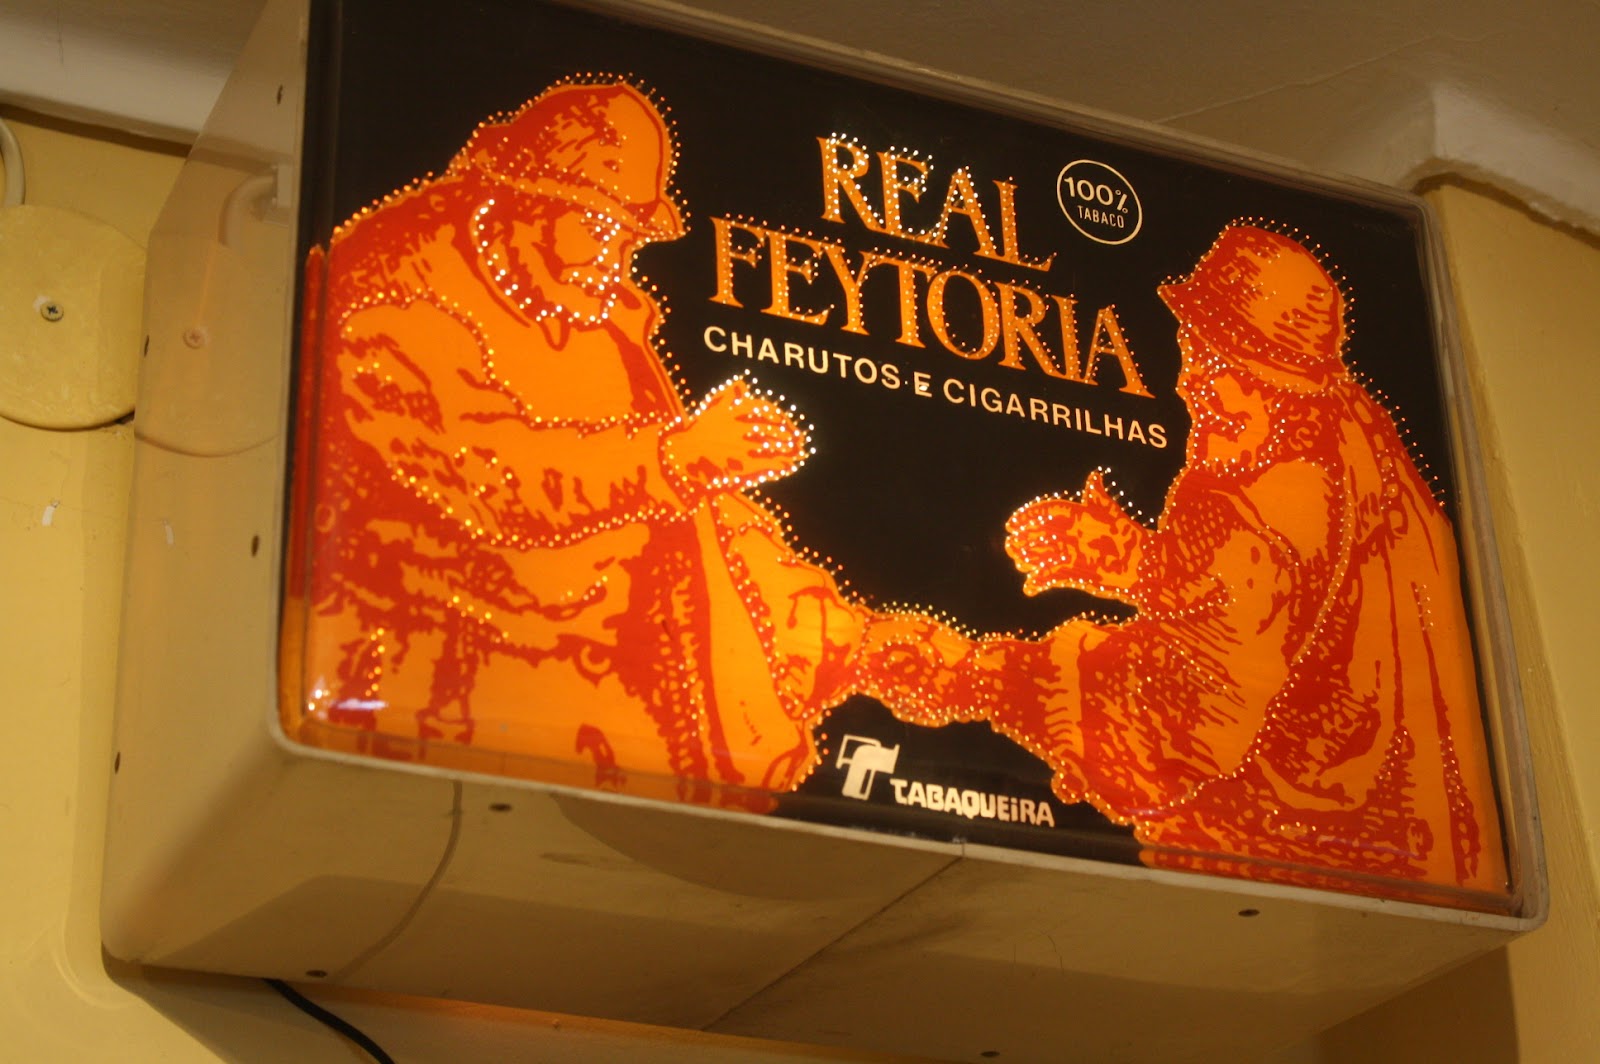 REAL
FEYTORIA
CHARUTOS E CIGARRILHAS
100%
TABACO
TABAQUEiRA